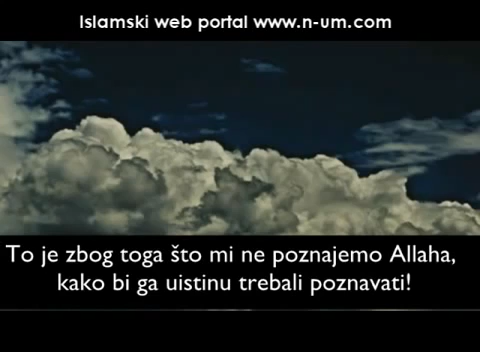 Islamski web portal www.n-um.com
To je zbog toga što mi ne poznajemo Allaha,
kako bi ga uistinu trebali poznavati!